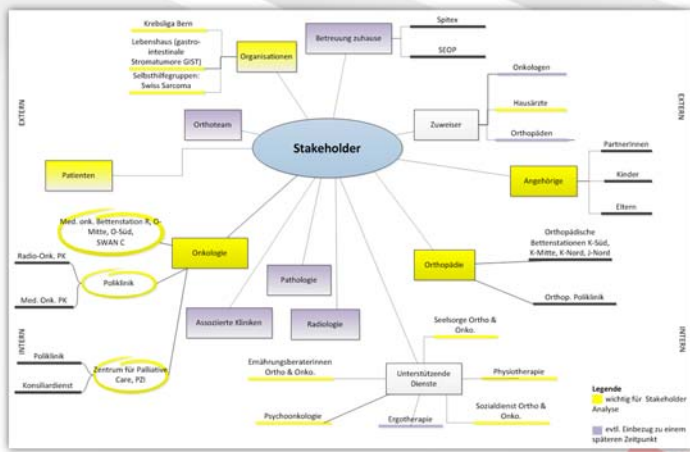 Krebsliga Bern
Lebenshaus (gastro-
intestinale
Stromatumore GIST)
Selbsthilfegruppen:
Swiss Sarcoma
Organisationen
Betreuung zuhause
Spitex
SEOP
EXTERN
Orthoteam
Stakeholder
Zuweiser
Onkologen
Hausärzte
Orthopäden
EXTERN
Patienten
Angehörige
PartnerInnen
Kinder
Eltern
Med. onk. Bettenstation R, O-
Mitte, O-Süd,
SWAN C
Onkologie
Radio-Onk. PK
Poliklinik
Med. Onk. PK
Pathologie
Orthopädie
Orthopädische
Bettenstationen K-Süd,
K-Mitte, K-Nord, J-Nord
Orthop. Poliklinik
Assoziierte Kliniken
Radiologie
INTERN
Poliklinik
Zentrum für Palliative
Care, PZI
Konsiliardienst
Seelsorge Ortho &
Onko.
INTERN
ErnährungsberaterInnen
Ortho & Onko.
Unterstützende
Dienste
Physiotherapie
Psychoonkologie
Ergotherapie
Sozialdienst Ortho &
Onko.
Legende
wichtig für Stakeholder
Analyse
evtl. Einbezug zu einem
späteren Zeitpunkt